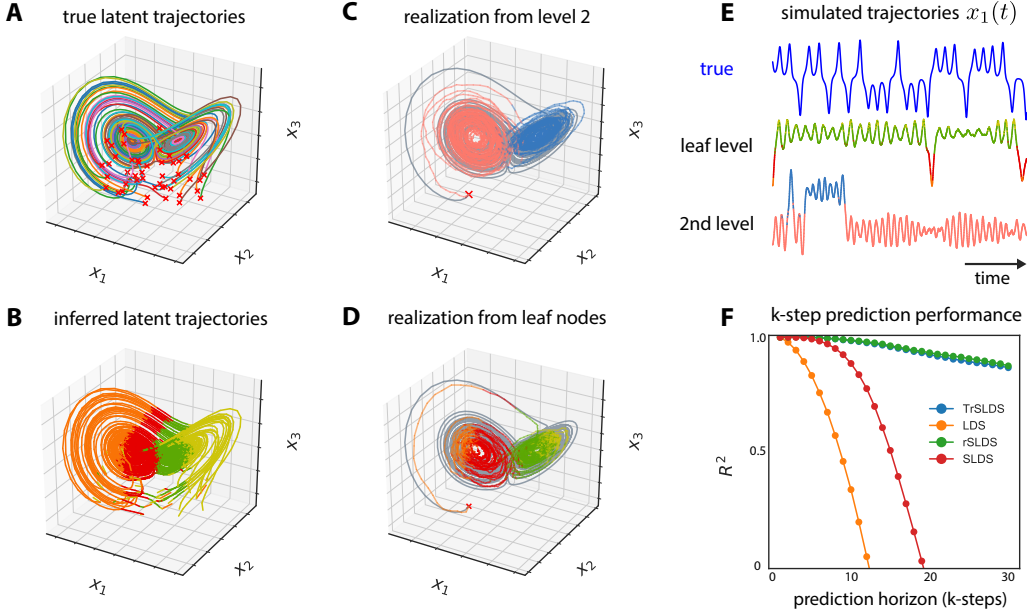 A
true latent trajectories
x3
x1
x2
B
inferred latent trajectories
x3
x1
x2
C
realization from level 2
x3
x1
x2
D
realization from leaf nodes
x3
x1
x2
E
simulated trajectories x₁(t)
true
leaf level
2nd level
time
F
k-step prediction performance
1.0
0.5
0
R²
TrSLDS
LDS
rSLDS
SLDS
0 10 20 30
prediction horizon (k-steps)